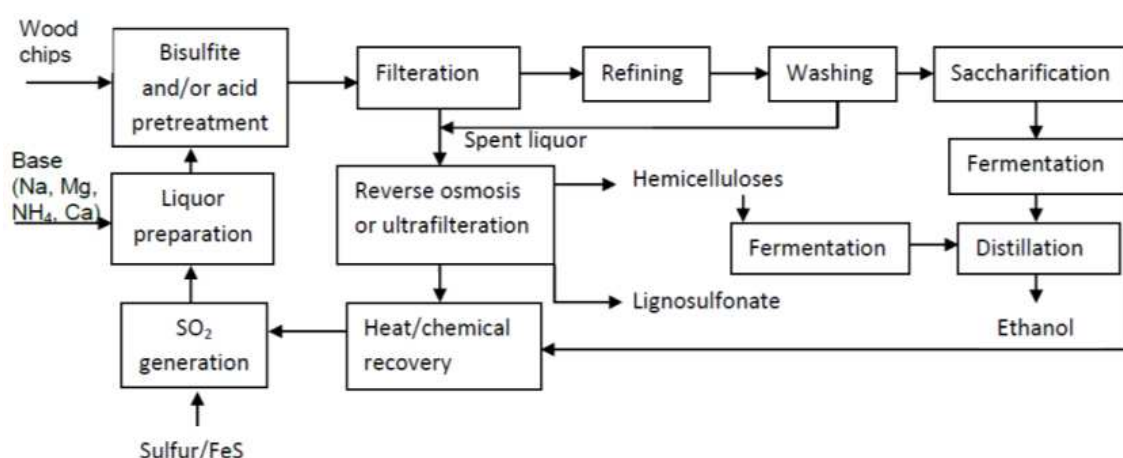 Wood
chips
Bisulfite
and/or acid
pretreatment
Filteration
Refining
Washing
Saccharification
Spent liquor
Base
(Na, Mg,
NH₄, Ca)
Liquor
preparation
Reverse osmosis
or ultrafilteration
Hemicelluloses
Fermentation
Fermentation
Distillation
Lignosulfonate
SO₂
generation
Heat/chemical
recovery
Ethanol
Sulfur/FeS